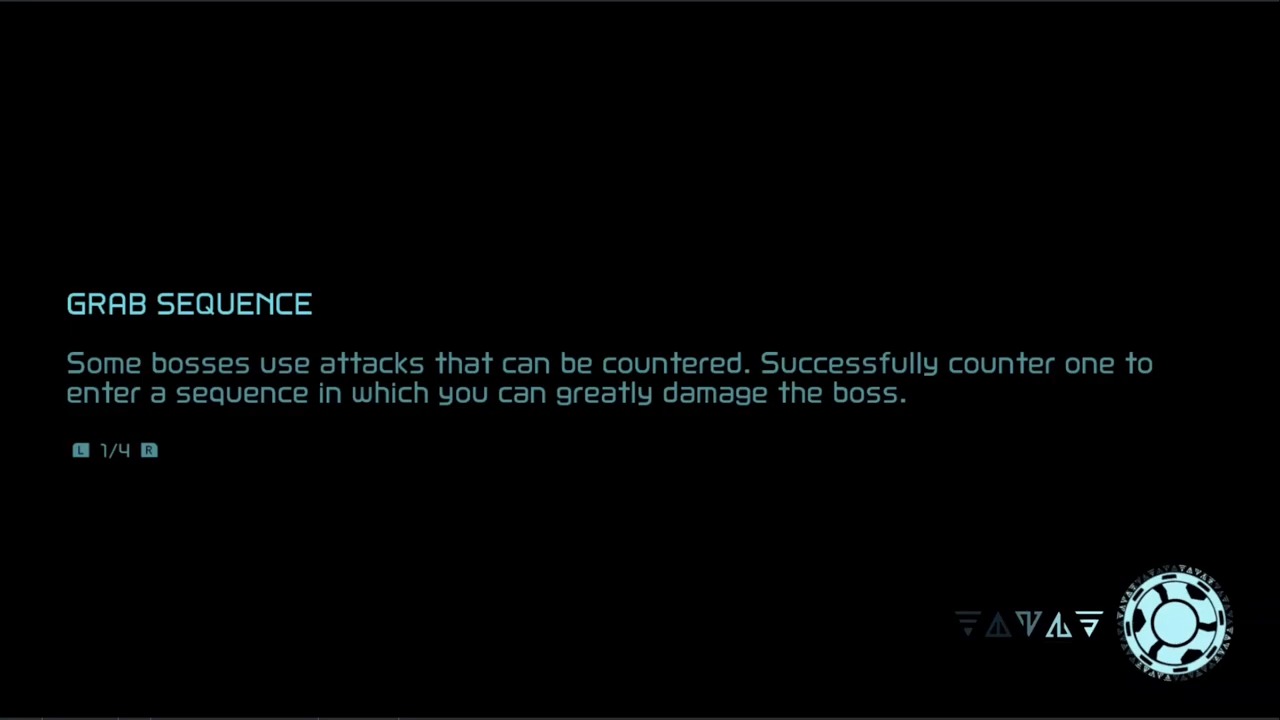 GRAB SEQUENCE
Some bosses use attacks that can be countered. Successfully counter one to
enter a sequence in which you can greatly damage the boss.
L 1/4 R